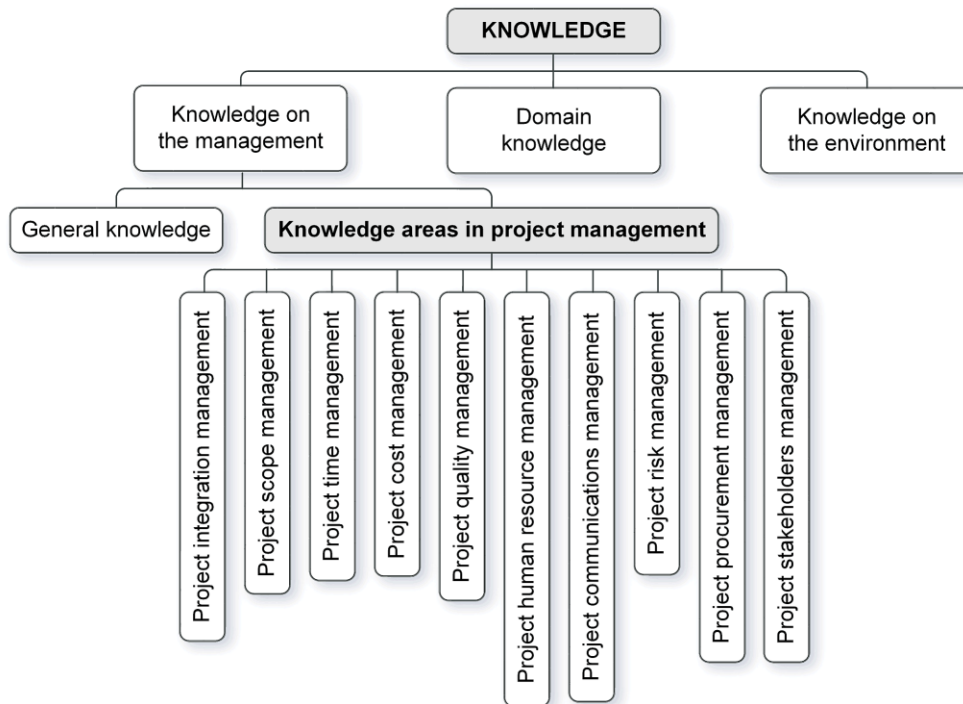 KNOWLEDGE
Knowledge on
the management
Domain
knowledge
Knowledge on
the environment
General knowledge
Knowledge areas in project management
Project integration management
Project scope management
Project time management
Project cost management
Project quality management
Project human resource management
Project communications management
Project risk management
Project procurement management
Project stakeholders management